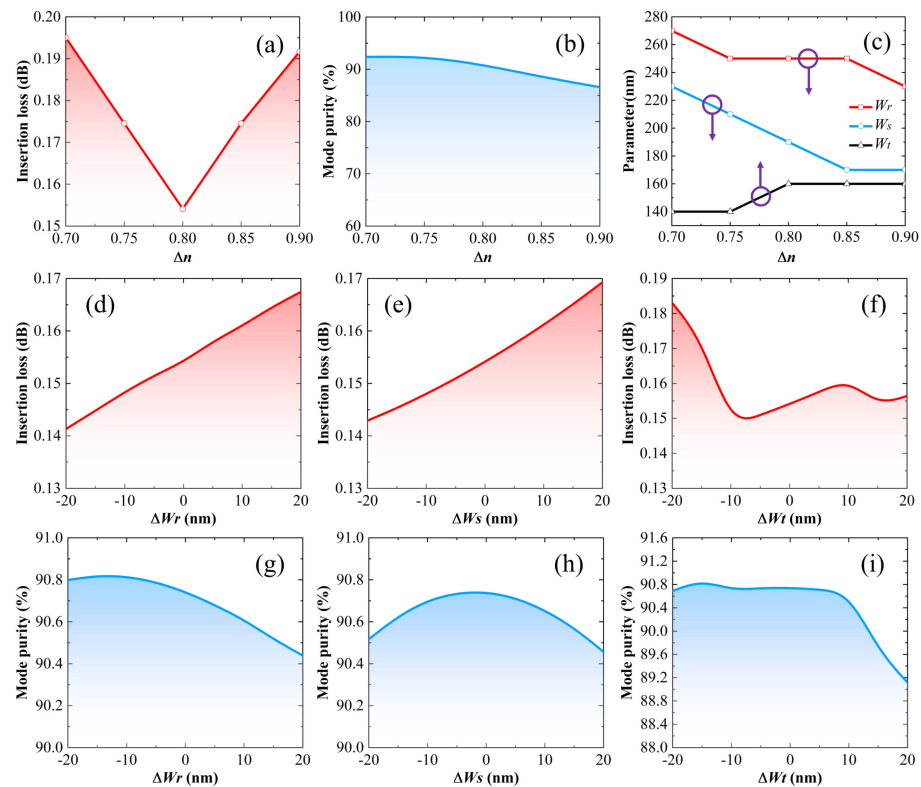 (a)
Insertion loss (dB)
0.20
0.19
0.18
0.17
0.16
0.15
0.70 0.75 0.80 0.85 0.90
Δn
(b)
Mode purity (%)
100
90
80
70
60
0.70 0.75 0.80 0.85 0.90
Δn
(c)
Parameter(nm)
280
260
240
220
200
180
160
140
Wr
Ws
Wt
0.70 0.75 0.80 0.85 0.90
Δn
(d)
Insertion loss (dB)
0.17
0.16
0.15
0.14
0.13
-20 -10 0 10 20
ΔWr (nm)
(e)
Insertion loss (dB)
0.17
0.16
0.15
0.14
0.13
-20 -10 0 10 20
ΔWs (nm)
(f)
Insertion loss (dB)
0.19
0.18
0.17
0.16
0.15
0.14
0.13
-20 -10 0 10 20
ΔWt (nm)
(g)
Mode purity (%)
91.0
90.8
90.6
90.4
90.2
90.0
-20 -10 0 10 20
ΔWr (nm)
(h)
Mode purity (%)
91.0
90.8
90.6
90.4
90.2
90.0
-20 -10 0 10 20
ΔWs (nm)
(i)
Mode purity (%)
91.6
91.2
90.8
90.4
90.0
89.6
89.2
88.8
88.4
88.0
-20 -10 0 10 20
ΔWt (nm)